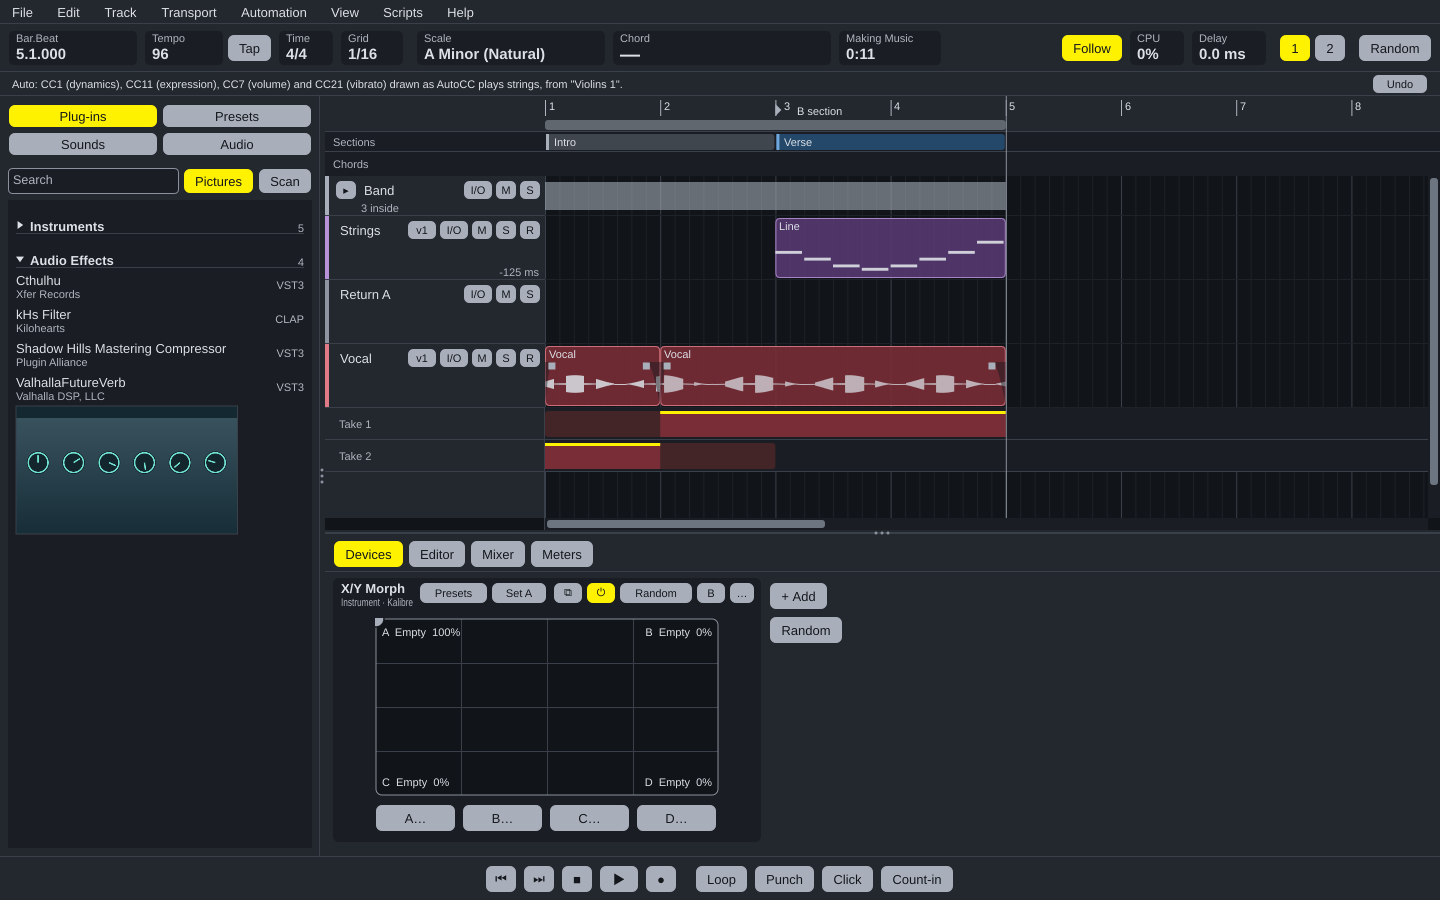 File Edit Track Transport Automation View Scripts Help
Bar.Beat 5.1.000
Tempo 96
Tap
Time 4/4
Grid 1/16
Scale A Minor (Natural)
Chord —
Making Music 0:11
Follow
CPU 0%
Delay 0.0 ms
1 2 Random
Auto: CC1 (dynamics), CC11 (expression), CC7 (volume) and CC21 (vibrato) drawn as AutoCC plays strings, from "Violins 1".
Undo
Plug-ins Presets
Sounds Audio
Search Pictures Scan
Instruments 5
Audio Effects 4
Cthulhu VST3
Xfer Records
kHs Filter CLAP
Kilohearts
Shadow Hills Mastering Compressor VST3
Plugin Alliance
ValhallaFutureVerb VST3
Valhalla DSP, LLC
1 2 3 B section 4 5 6 7 8
Sections Intro Verse
Chords
Band I/O M S
3 inside
Strings v1 I/O M S R
-125 ms
Line
Return A I/O M S
Vocal v1 I/O M S R
Vocal Vocal
Take 1
Take 2
Devices Editor Mixer Meters
X/Y Morph
Instrument · Kalibre
Presets Set A Random B …
+ Add
Random
A Empty 100% B Empty 0%
C Empty 0% D Empty 0%
A… B… C… D…
Loop Punch Click Count-in